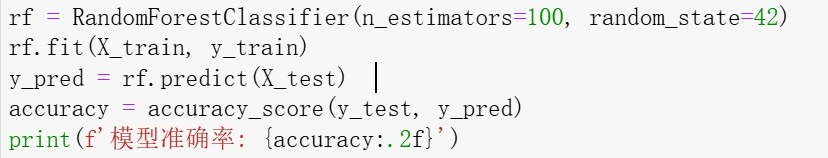 rf = RandomForestClassifier(n_estimators=100, random_state=42)
rf.fit(X_train, y_train)
y_pred = rf.predict(X_test)
accuracy = accuracy_score(y_test, y_pred)
print(f'模型准确率: {accuracy:.2f}')